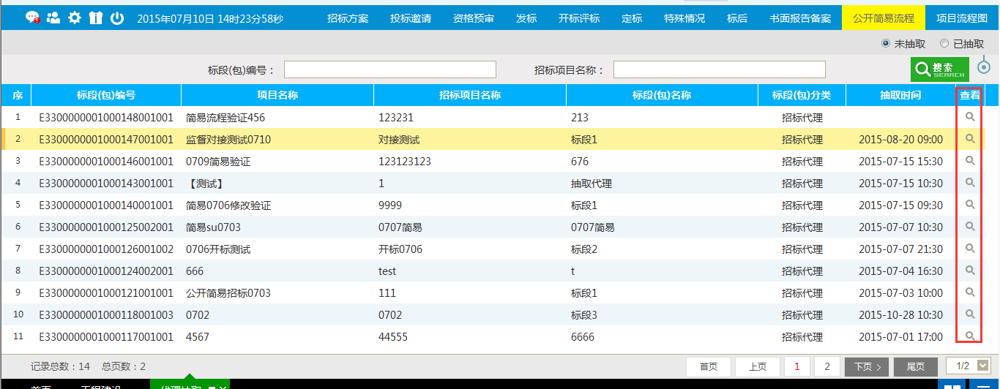 2015年07月10日 14时23分58秒 招标方案 投标邀请 资格预审 发标 开标评标 定标 特殊情况 标后 书面报告备案 公开简易流程 项目流程图
未抽取 已抽取
标段(包)编号： 招标项目名称： 搜索 SEARCH
序 标段(包)编号 项目名称 招标项目名称 标段(包)名称 标段(包)分类 抽取时间 查看
1 E3300000001000148001001 简易流程验证456 123231 213 招标代理
2 E3300000001000147001001 监督对接测试0710 对接测试 标段1 招标代理 2015-08-20 09:00
3 E3300000001000146001001 0709简易验证 123123123 676 招标代理 2015-07-15 15:30
4 E3300000001000143001001 【测试】 1 抽取代理 招标代理 2015-07-15 10:30
5 E3300000001000140001001 简易0706修改验证 9999 标段1 招标代理 2015-07-15 09:30
6 E3300000001000125002001 简易su0703 0707简易 0707简易 招标代理 2015-07-07 10:30
7 E3300000001000126001002 0706开标测试 开标0706 标段2 招标代理 2015-07-07 21:30
8 E3300000001000124002001 666 test t 招标代理 2015-07-04 16:30
9 E3300000001000121001001 公开简易招标0703 111 标段1 招标代理 2015-07-03 10:00
10 E3300000001000118001003 0702 0702 标段3 招标代理 2015-10-28 10:30
11 E3300000001000117001001 4567 44555 6666 招标代理 2015-07-01 17:00
记录总数：14 总页数：2 首页 上页 1 2 下页 尾页 1/2
首页 工程建设 代理抽取